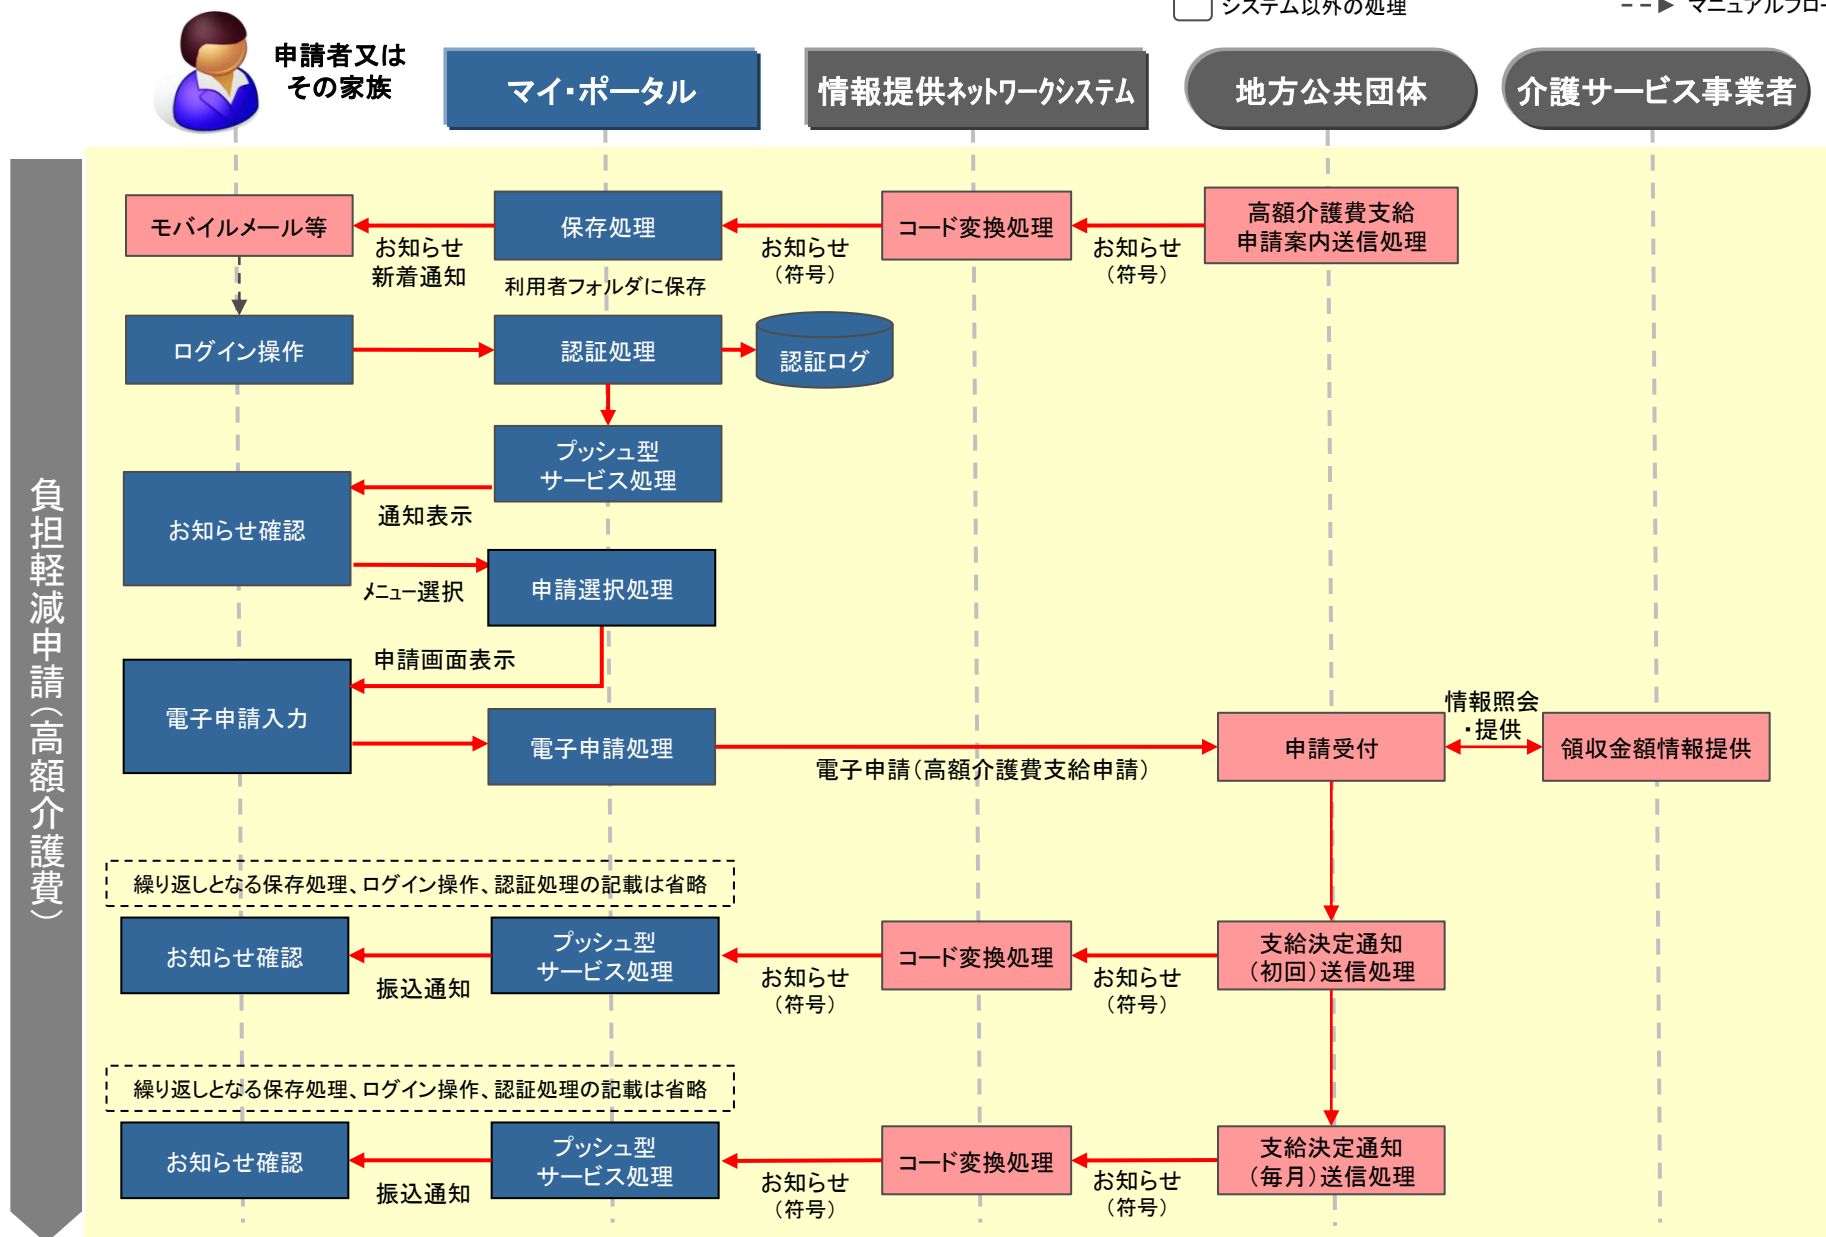 システム以外の処理
マニュアルフロー
申請者又は
その家族
マイ・ポータル
情報提供ネットワークシステム
地方公共団体
介護サービス事業者
負担軽減申請（高額介護費）
モバイルメール等
お知らせ
新着通知
保存処理
利用者フォルダに保存
お知らせ
（符号）
コード変換処理
お知らせ
（符号）
高額介護費支給
申請案内送信処理
ログイン操作
認証処理
認証ログ
プッシュ型
サービス処理
通知表示
お知らせ確認
メニュー選択
申請選択処理
申請画面表示
電子申請入力
電子申請処理
電子申請（高額介護費支給申請）
申請受付
情報照会
・提供
領収金額情報提供
繰り返しとなる保存処理、ログイン操作、認証処理の記載は省略
お知らせ確認
振込通知
プッシュ型
サービス処理
お知らせ
（符号）
コード変換処理
お知らせ
（符号）
支給決定通知
（初回）送信処理
繰り返しとなる保存処理、ログイン操作、認証処理の記載は省略
お知らせ確認
振込通知
プッシュ型
サービス処理
お知らせ
（符号）
コード変換処理
お知らせ
（符号）
支給決定通知
（毎月）送信処理